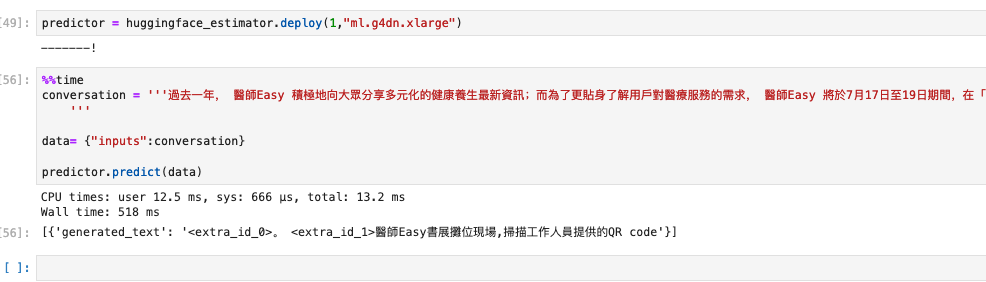 [49]: predictor = huggingface_estimator.deploy(1,"ml.g4dn.xlarge")
-------!
[56]: %%time
conversation = '''過去一年， 醫師Easy 積極地向大眾分享多元化的健康養生最新資訊；而為了更貼身了解用戶對醫療服務的需求， 醫師Easy 將於7月17日至19日期間，在「
'''
data= {"inputs":conversation}
predictor.predict(data)
CPU times: user 12.5 ms, sys: 666 µs, total: 13.2 ms
Wall time: 518 ms
[56]: [{'generated_text': '<extra_id_0>。 <extra_id_1>醫師Easy書展攤位現場,掃描工作人員提供的QR code'}]
[ ]: